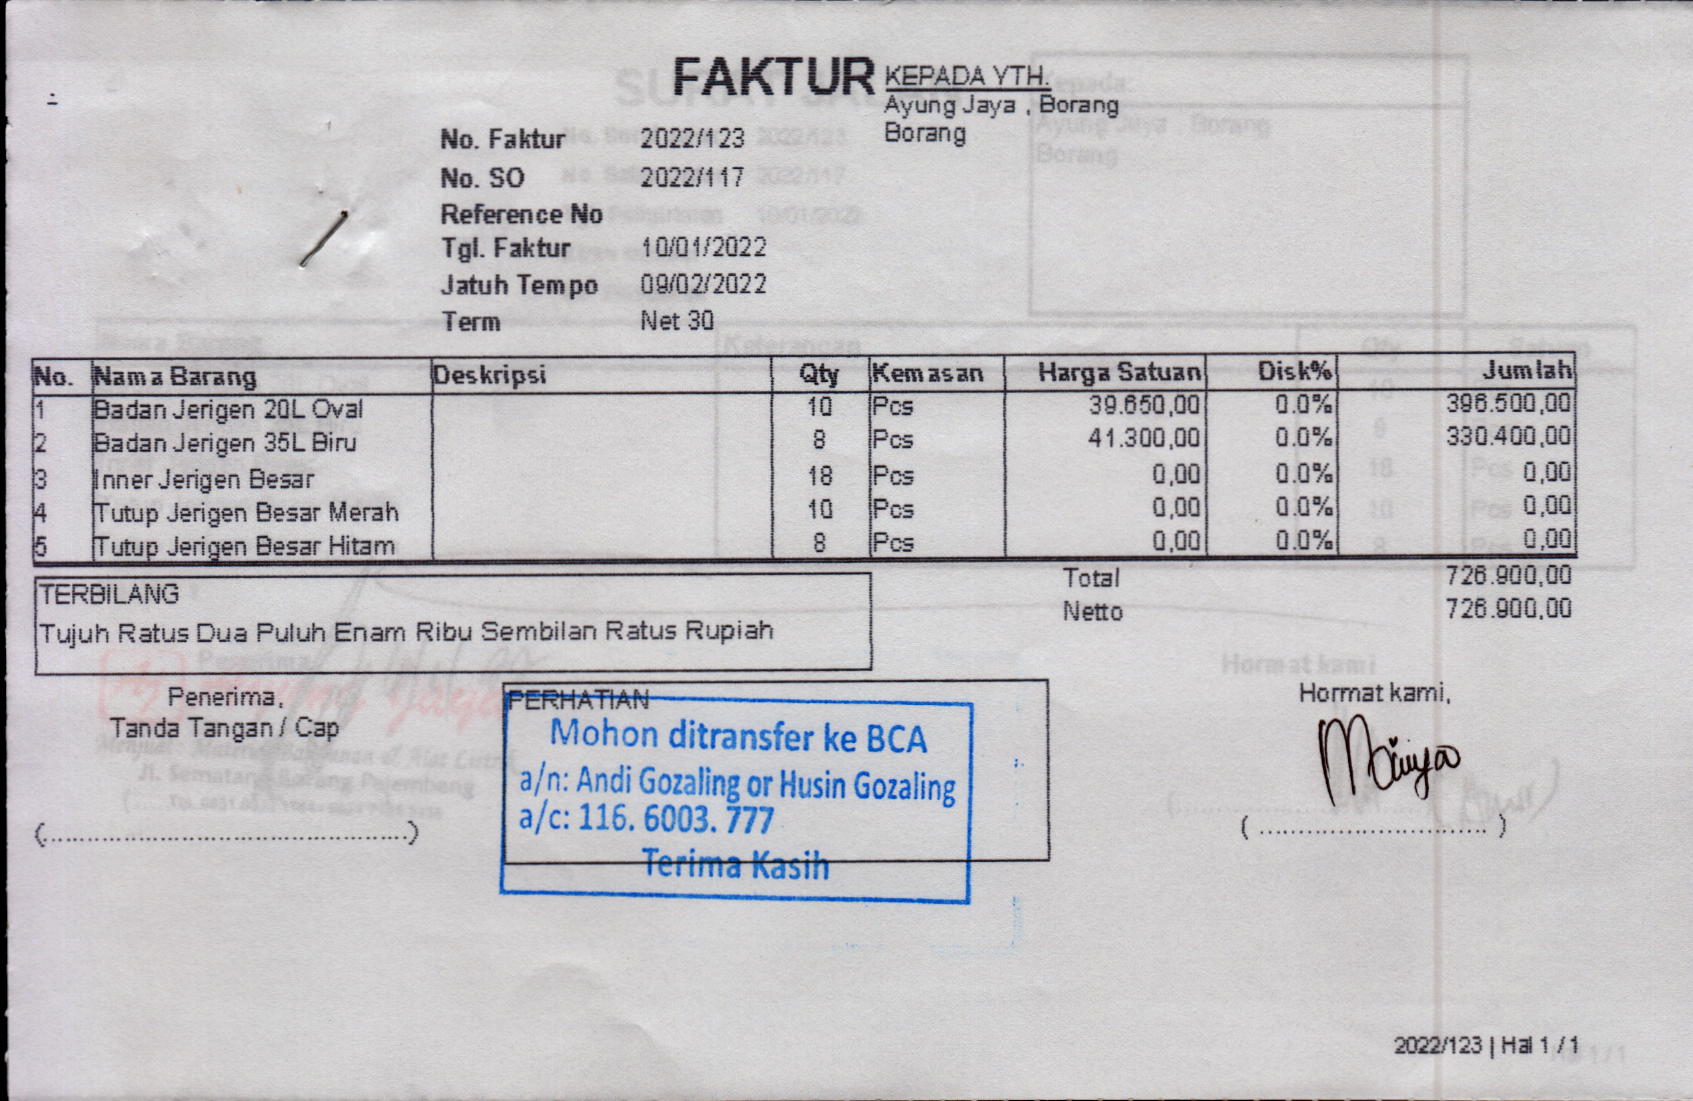 FAKTUR
KEPADA YTH.
Ayung Jaya , Borang
Borang
No. Faktur 2022/123
No. SO 2022/117
Reference No
Tgl. Faktur 10/01/2022
Jatuh Tempo 09/02/2022
Term Net 30
No. Nama Barang Deskripsi Qty Kemasan Harga Satuan Disk% Jumlah
1 Badan Jerigen 20L Oval 10 Pcs 39.650,00 0.0% 396.500,00
2 Badan Jerigen 35L Biru 8 Pcs 41.300,00 0.0% 330.400,00
3 Inner Jerigen Besar 18 Pcs 0,00 0.0% 0,00
4 Tutup Jerigen Besar Merah 10 Pcs 0,00 0.0% 0,00
5 Tutup Jerigen Besar Hitam 8 Pcs 0,00 0.0% 0,00
Total 726.900,00
Netto 726.900,00
TERBILANG
Tujuh Ratus Dua Puluh Enam Ribu Sembilan Ratus Rupiah
Penerima,
Tanda Tangan / Cap
(..................................................)
PERHATIAN
Mohon ditransfer ke BCA
a/n: Andi Gozaling or Husin Gozaling
a/c: 116. 6003. 777
Terima Kasih
Hormat kami,
( ............................... )
2022/123 | Hal 1 / 1